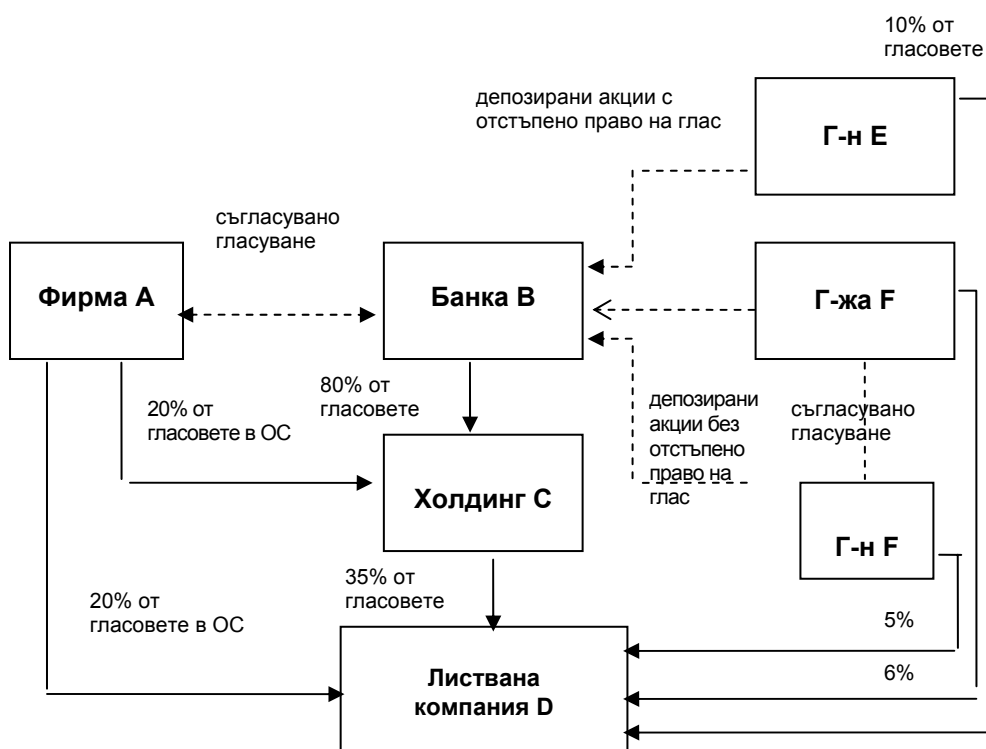 10% от
гласовете
депозирани акции с
отстъпено право на глас
Г-н E
съгласувано
гласуване
Фирма A
Банка B
Г-жа F
80% от
гласовете
20% от
гласовете в ОС
депозирани
акции без
отстъпено
право на
глас
съгласувано
гласуване
Холдинг C
Г-н F
35% от
гласовете
20% от
гласовете в ОС
5%
6%
Листвана
компания D